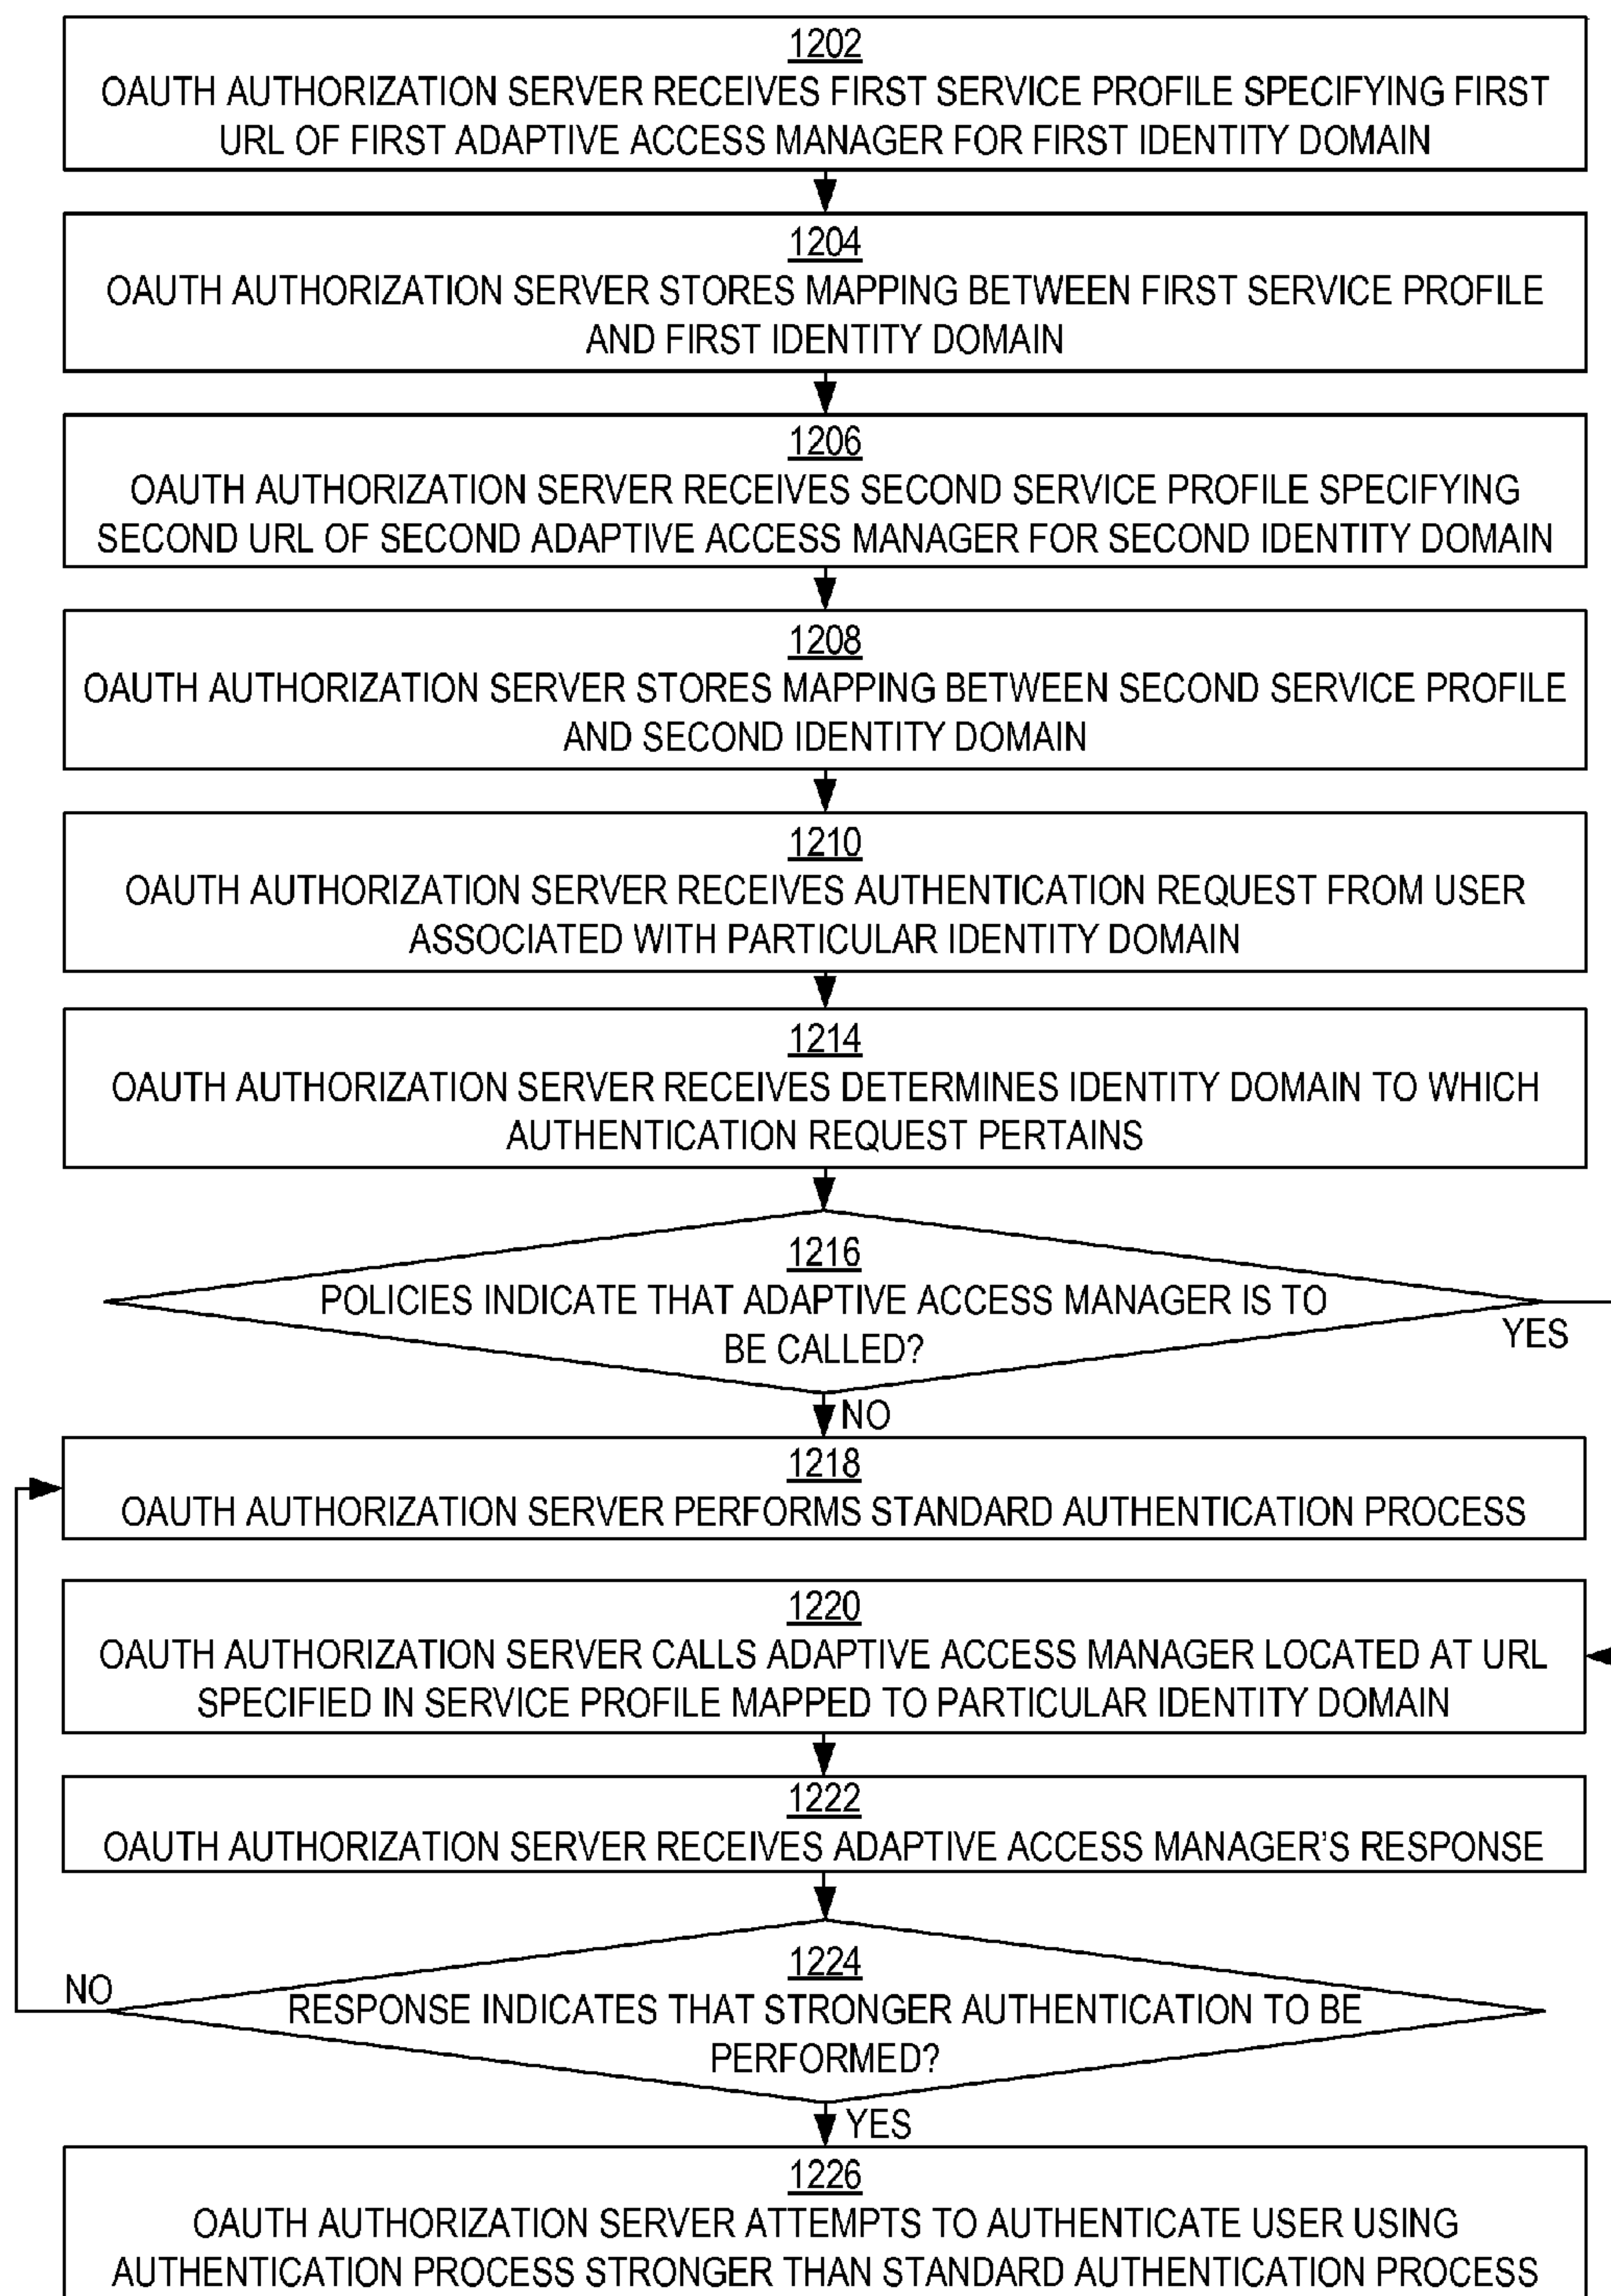 1202
OAUTH AUTHORIZATION SERVER RECEIVES FIRST SERVICE PROFILE SPECIFYING FIRST
URL OF FIRST ADAPTIVE ACCESS MANAGER FOR FIRST IDENTITY DOMAIN
1204
OAUTH AUTHORIZATION SERVER STORES MAPPING BETWEEN FIRST SERVICE PROFILE
AND FIRST IDENTITY DOMAIN
1206
OAUTH AUTHORIZATION SERVER RECEIVES SECOND SERVICE PROFILE SPECIFYING
SECOND URL OF SECOND ADAPTIVE ACCESS MANAGER FOR SECOND IDENTITY DOMAIN
1208
OAUTH AUTHORIZATION SERVER STORES MAPPING BETWEEN SECOND SERVICE PROFILE
AND SECOND IDENTITY DOMAIN
1210
OAUTH AUTHORIZATION SERVER RECEIVES AUTHENTICATION REQUEST FROM USER
ASSOCIATED WITH PARTICULAR IDENTITY DOMAIN
1214
OAUTH AUTHORIZATION SERVER RECEIVES DETERMINES IDENTITY DOMAIN TO WHICH
AUTHENTICATION REQUEST PERTAINS
1216
POLICIES INDICATE THAT ADAPTIVE ACCESS MANAGER IS TO
BE CALLED?
YES
NO
1218
OAUTH AUTHORIZATION SERVER PERFORMS STANDARD AUTHENTICATION PROCESS
1220
OAUTH AUTHORIZATION SERVER CALLS ADAPTIVE ACCESS MANAGER LOCATED AT URL
SPECIFIED IN SERVICE PROFILE MAPPED TO PARTICULAR IDENTITY DOMAIN
1222
OAUTH AUTHORIZATION SERVER RECEIVES ADAPTIVE ACCESS MANAGER'S RESPONSE
1224
NO
RESPONSE INDICATES THAT STRONGER AUTHENTICATION TO BE
PERFORMED?
YES
1226
OAUTH AUTHORIZATION SERVER ATTEMPTS TO AUTHENTICATE USER USING
AUTHENTICATION PROCESS STRONGER THAN STANDARD AUTHENTICATION PROCESS